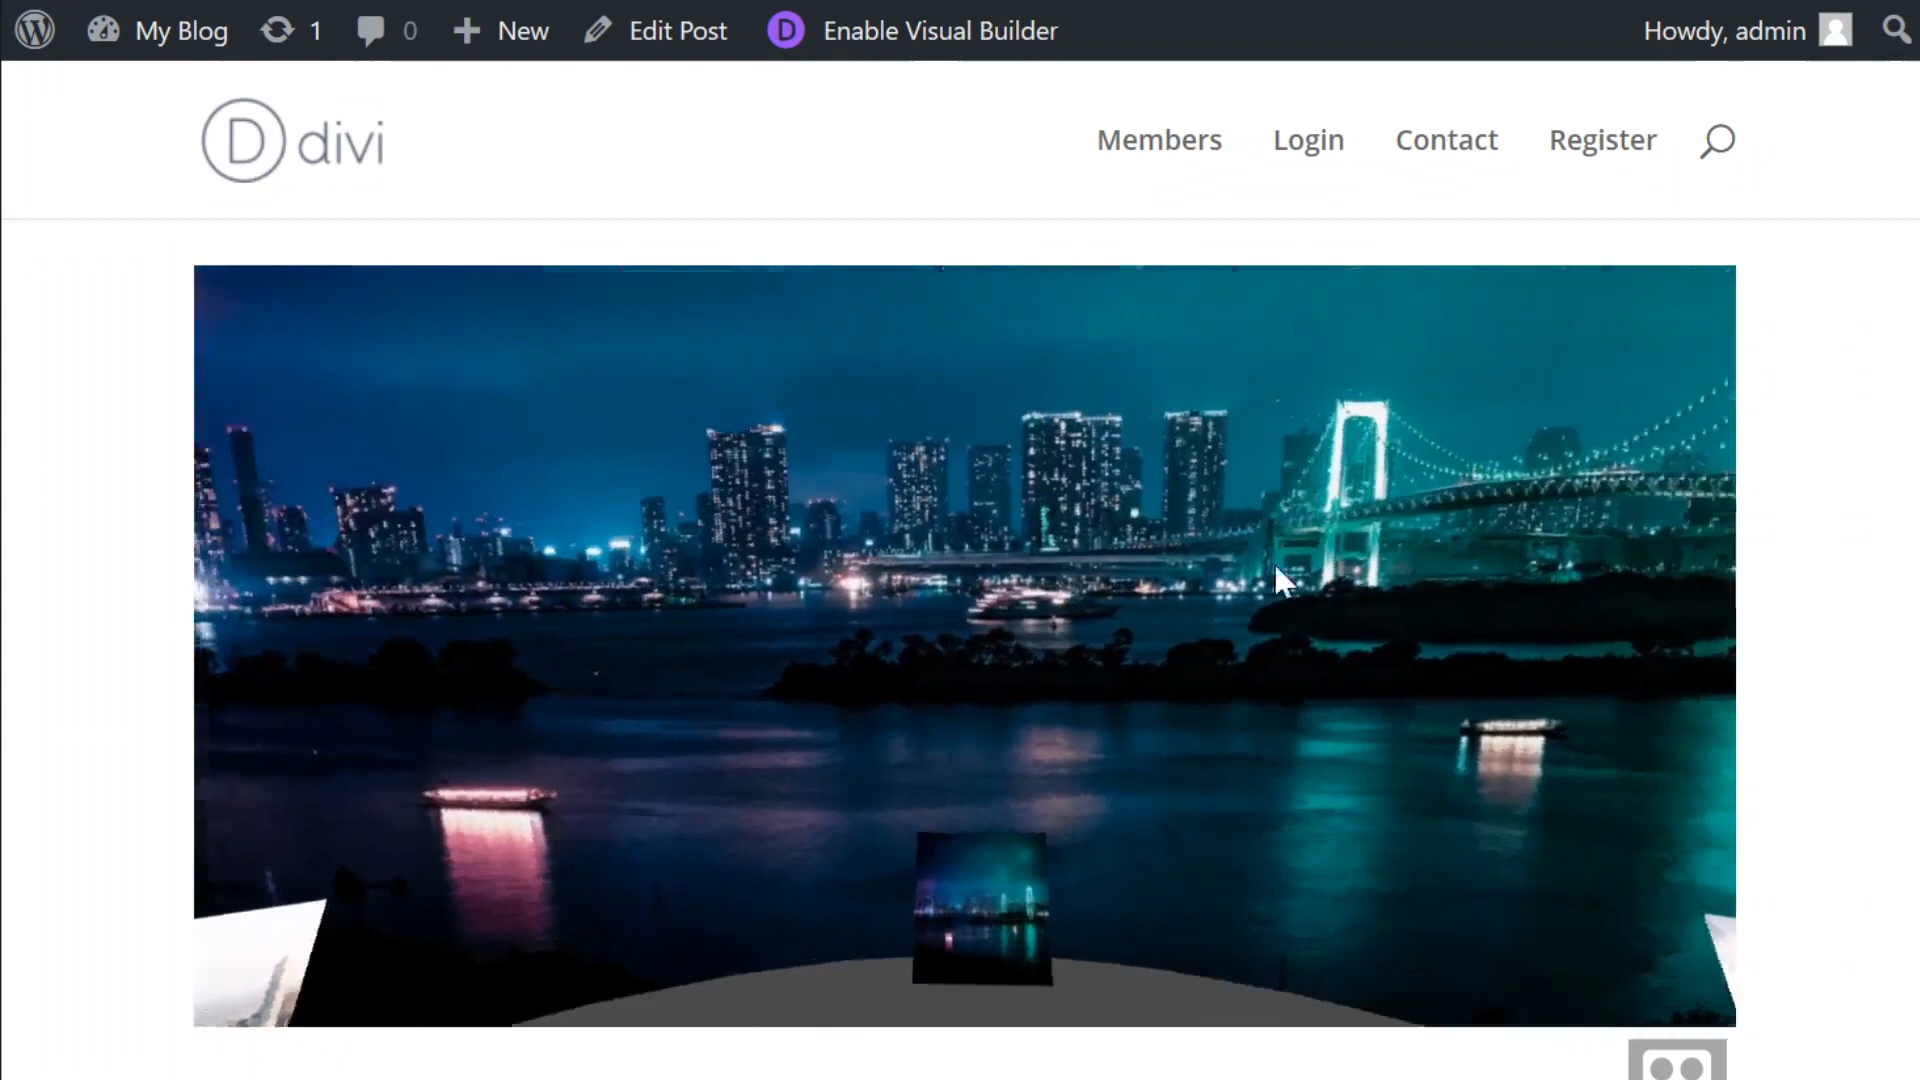 My Blog 1 0 New Edit Post D Enable Visual Builder Howdy, admin
D divi Members Login Contact Register